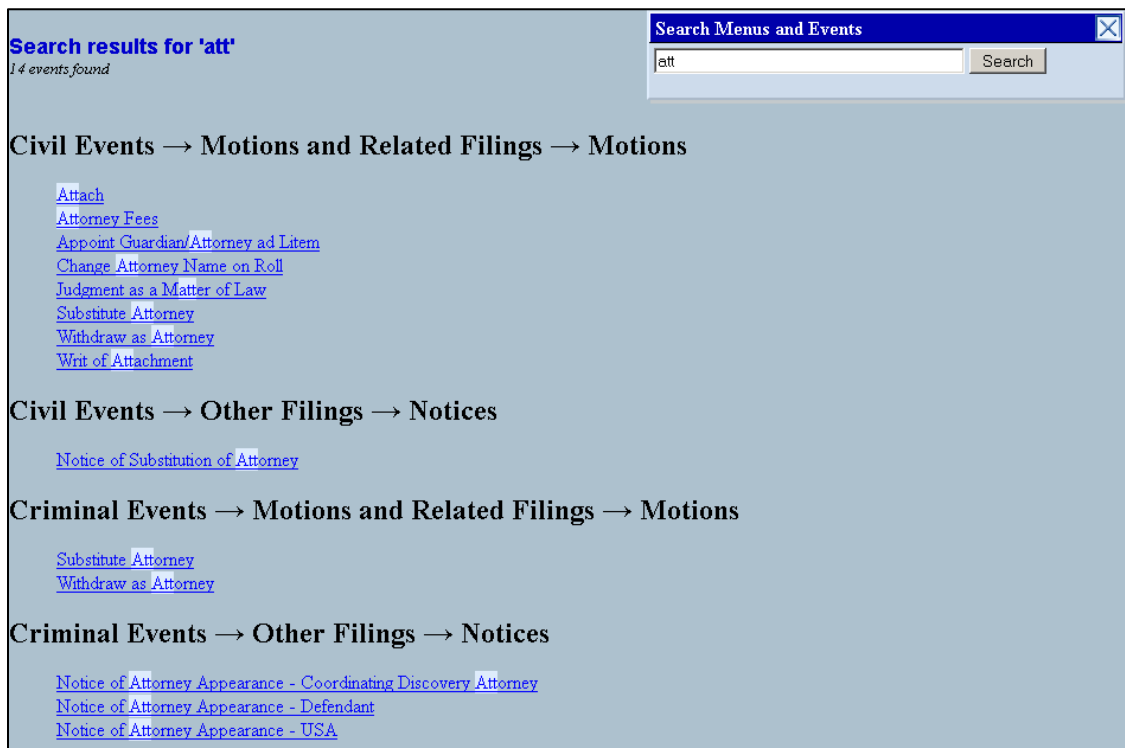 Search results for 'att'
14 events found
Search Menus and Events
att
Search
Civil Events → Motions and Related Filings → Motions
Attach
Attorney Fees
Appoint Guardian/Attorney ad Litem
Change Attorney Name on Roll
Judgment as a Matter of Law
Substitute Attorney
Withdraw as Attorney
Writ of Attachment
Civil Events → Other Filings → Notices
Notice of Substitution of Attorney
Criminal Events → Motions and Related Filings → Motions
Substitute Attorney
Withdraw as Attorney
Criminal Events → Other Filings → Notices
Notice of Attorney Appearance - Coordinating Discovery Attorney
Notice of Attorney Appearance - Defendant
Notice of Attorney Appearance - USA